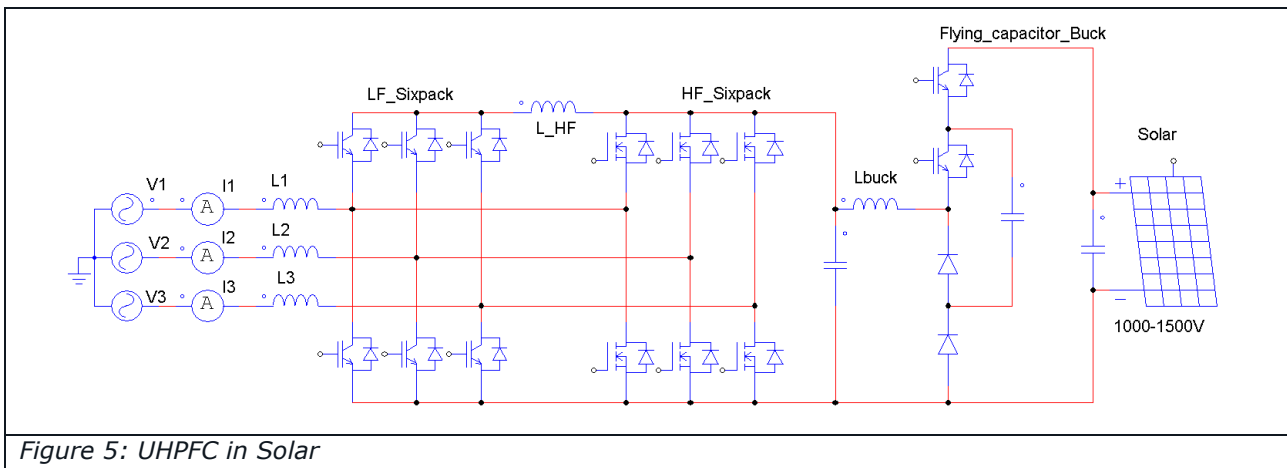 Flying_capacitor_Buck
LF_Sixpack
HF_Sixpack
L_HF
Solar
Lbuck
V1
I1
L1
A
V2
I2
L2
A
V3
I3
L3
A
+
−
1000-1500V
Figure 5: UHPFC in Solar